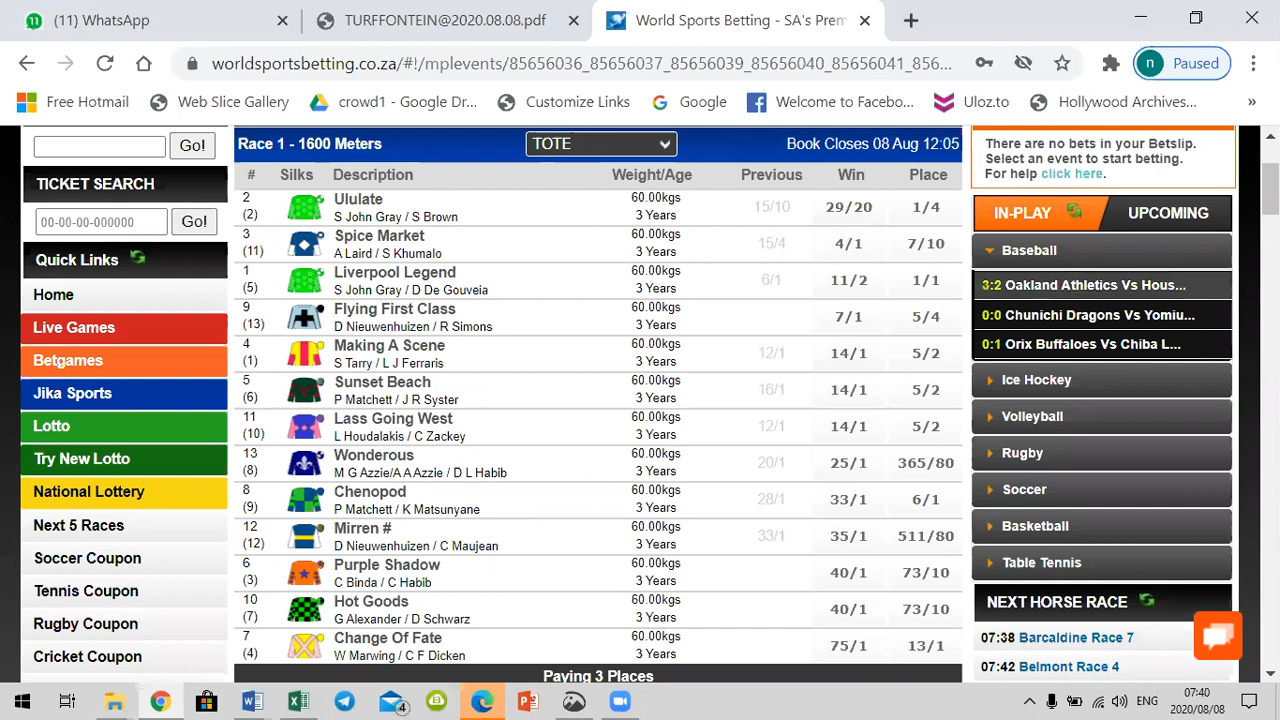 (11) WhatsApp
TURFFONTEIN@2020.08.08.pdf
World Sports Betting - SA's Prem
worldsportsbetting.co.za/#!/mplevents/85656036_85656037_85656039_85656040_85656041_856...
n Paused
Free Hotmail
Web Slice Gallery
crowd1 - Google Dr...
Customize Links
Google
Welcome to Facebo...
Uloz.to
Hollywood Archives...
»
Go!
TICKET SEARCH
00-00-00-000000 Go!
Quick Links
Home
Live Games
Betgames
Jika Sports
Lotto
Try New Lotto
National Lottery
Next 5 Races
Soccer Coupon
Tennis Coupon
Rugby Coupon
Cricket Coupon
Race 1 - 1600 Meters TOTE Book Closes 08 Aug 12:05
# Silks Description Weight/Age Previous Win Place
2 Ululate 60.00kgs 15/10 29/20 1/4
(2) S John Gray / S Brown 3 Years
3 Spice Market 60.00kgs 15/4 4/1 7/10
(11) A Laird / S Khumalo 3 Years
1 Liverpool Legend 60.00kgs 6/1 11/2 1/1
(5) S John Gray / D De Gouveia 3 Years
9 Flying First Class 60.00kgs 7/1 5/4
(13) D Nieuwenhuizen / R Simons 3 Years
4 Making A Scene 60.00kgs 12/1 14/1 5/2
(1) S Tarry / L J Ferraris 3 Years
5 Sunset Beach 60.00kgs 16/1 14/1 5/2
(6) P Matchett / J R Syster 3 Years
11 Lass Going West 60.00kgs 12/1 14/1 5/2
(10) L Houdalakis / C Zackey 3 Years
13 Wonderous 60.00kgs 20/1 25/1 365/80
(8) M G Azzie/A A Azzie / D L Habib 3 Years
8 Chenopod 60.00kgs 28/1 33/1 6/1
(9) P Matchett / K Matsunyane 3 Years
12 Mirren # 60.00kgs 33/1 35/1 511/80
(12) D Nieuwenhuizen / C Maujean 3 Years
6 Purple Shadow 60.00kgs 40/1 73/10
(3) C Binda / C Habib 3 Years
10 Hot Goods 60.00kgs 40/1 73/10
(7) G Alexander / D Schwarz 3 Years
7 Change Of Fate 60.00kgs 75/1 13/1
(4) W Marwing / C F Dicken 3 Years
Paying 3 Places
There are no bets in your Betslip.
Select an event to start betting.
For help click here.
IN-PLAY UPCOMING
Baseball
3:2 Oakland Athletics Vs Hous...
0:0 Chunichi Dragons Vs Yomiu...
0:1 Orix Buffaloes Vs Chiba L...
Ice Hockey
Volleyball
Rugby
Soccer
Basketball
Table Tennis
NEXT HORSE RACE
07:38 Barcaldine Race 7
07:42 Belmont Race 4
4
ENG
07:40
2020/08/08